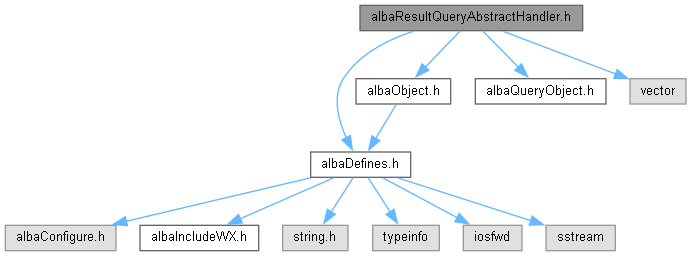 albaResultQueryAbstractHandler.h
albaObject.h
albaQueryObject.h
vector
albaDefines.h
albaConfigure.h
albaIncludeWX.h
string.h
typeinfo
iosfwd
sstream